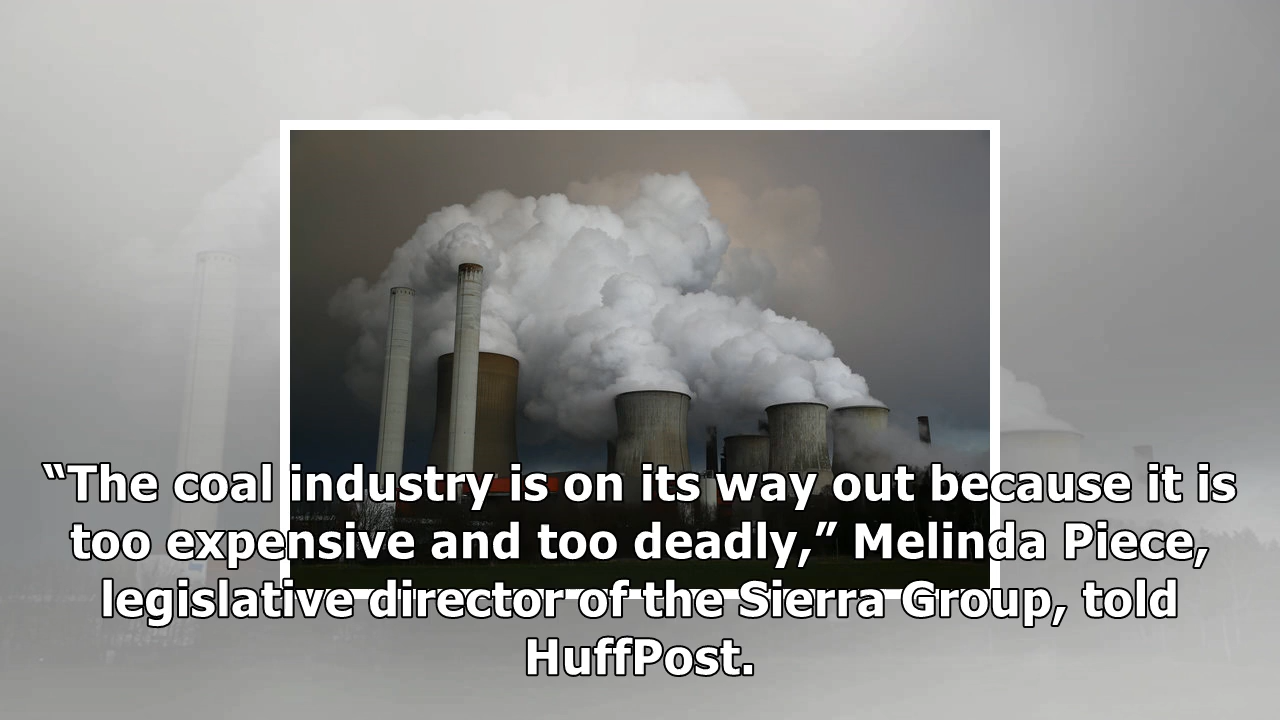 “The coal industry is on its way out because it is
too expensive and too deadly,” Melinda Piece,
legislative director of the Sierra Group, told
HuffPost.